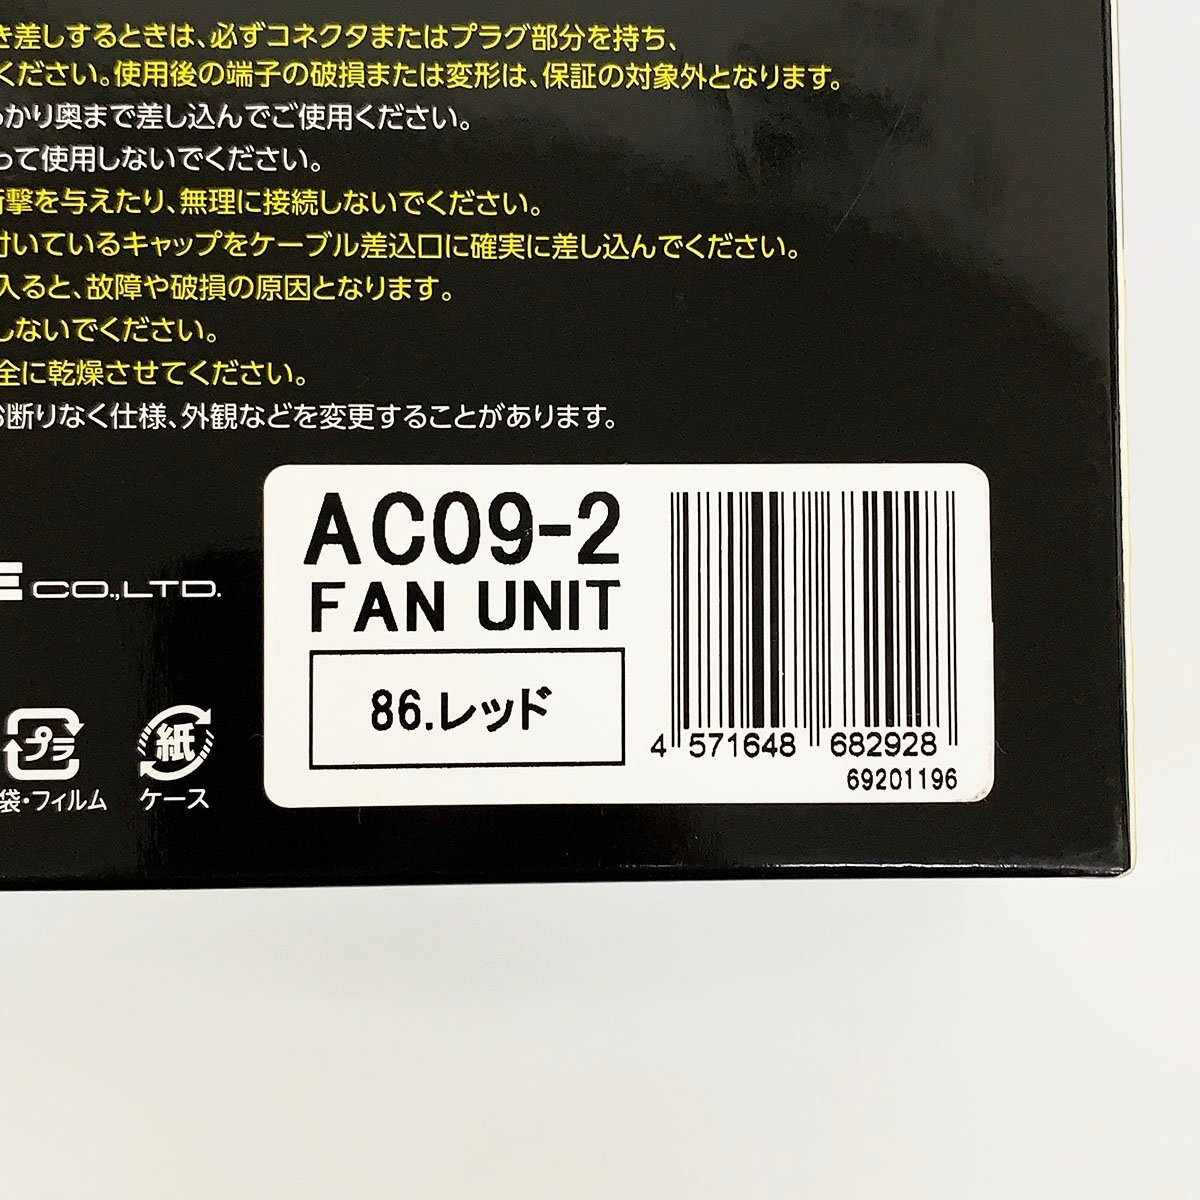 き差しするときは、必ずコネクタまたはプラグ部分を持ち、
ください。使用後の端子の破損または変形は、保証の対象外となります。
っかり奥まで差し込んでご使用ください。
って使用しないでください。
衝撃を与えたり、無理に接続しないでください。
付いているキャップをケーブル差込口に確実に差し込んでください。
入ると、故障や破損の原因となります。
しないでください。
全に乾燥させてください。
お断りなく仕様、外観などを変更することがあります。
E CO.,LTD.
AC09-2
FAN UNIT
86.レッド
4 571648 682928
69201196
プラ
紙
袋・フィルム
ケース